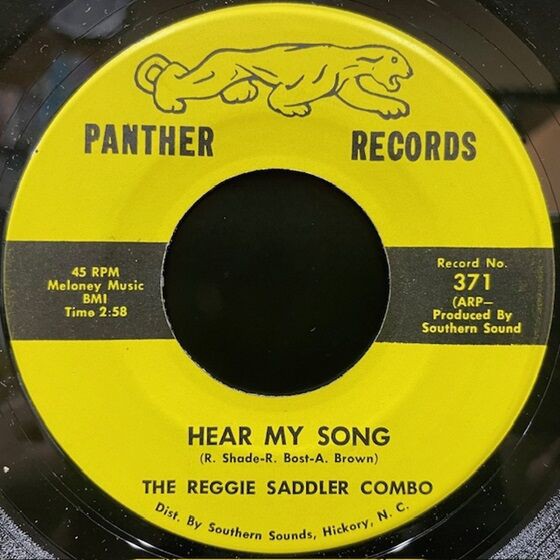 PANTHER RECORDS
45 RPM
Meloney Music
BMI
Time 2:58
Record No.
371
(ARP—
Produced By
Southern Sound
HEAR MY SONG
(R. Shade-R. Bost-A. Brown)
THE REGGIE SADDLER COMBO
Dist. By Southern Sounds, Hickory, N. C.